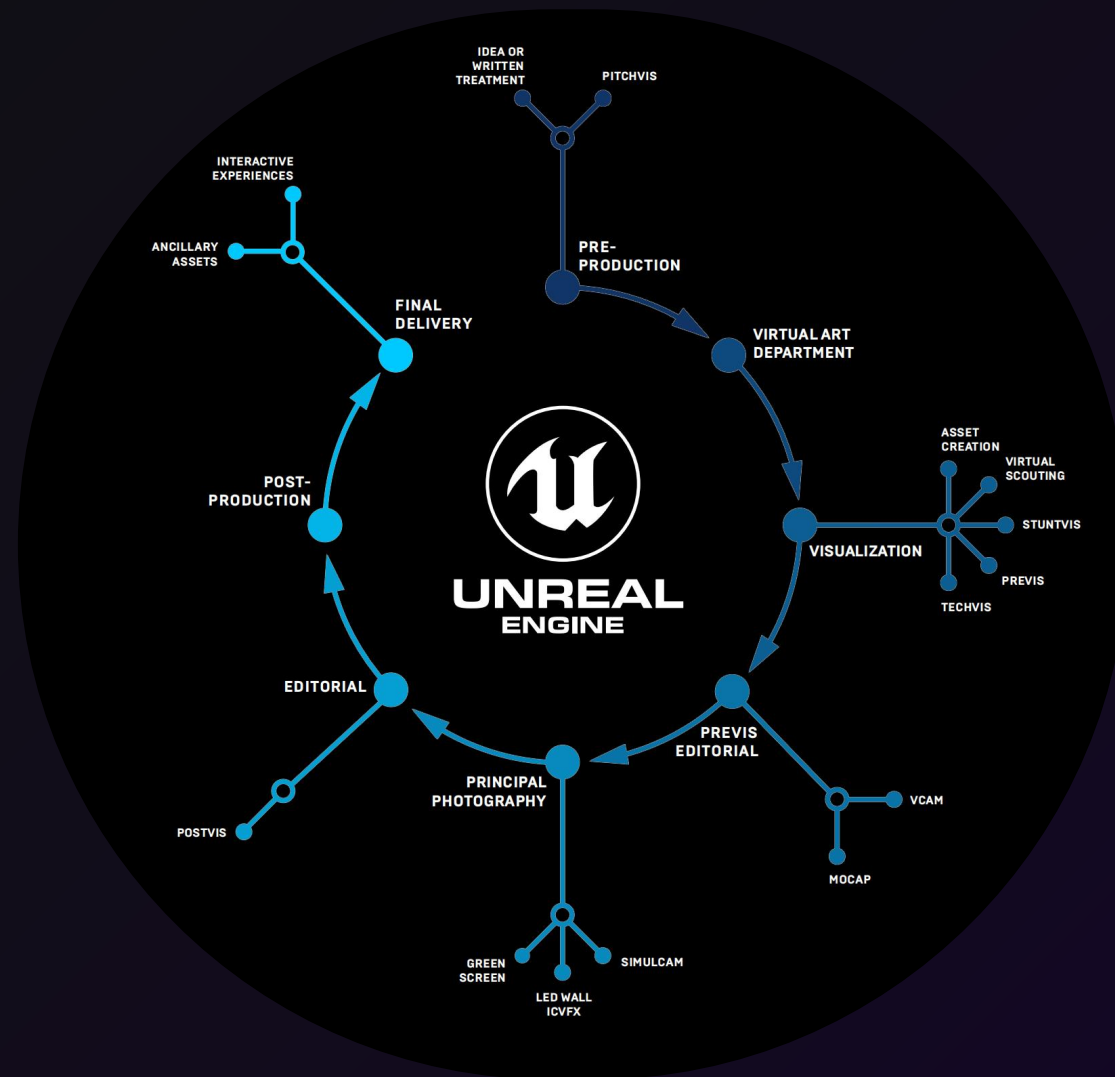 IDEA OR
WRITTEN
TREATMENT
PITCHVIS
PRE-
PRODUCTION
VIRTUAL ART
DEPARTMENT
ASSET
CREATION
VIRTUAL
SCOUTING
STUNTVIS
PREVIS
TECHVIS
VISUALIZATION
PREVIS
EDITORIAL
VCAM
MOCAP
PRINCIPAL
PHOTOGRAPHY
SIMULCAM
LED WALL
ICVFX
GREEN
SCREEN
EDITORIAL
POSTVIS
POST-
PRODUCTION
FINAL
DELIVERY
INTERACTIVE
EXPERIENCES
ANCILLARY
ASSETS
UNREAL
ENGINE